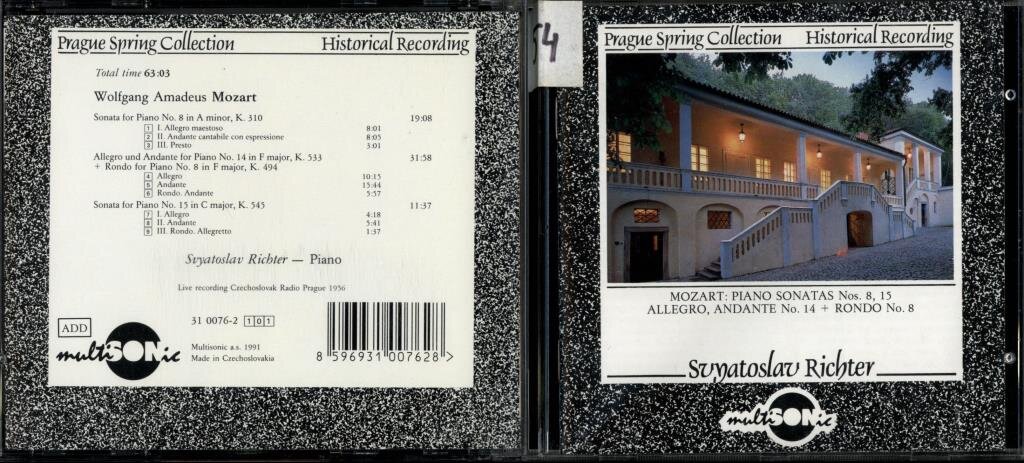 Prague Spring Collection Historical Recording
Total time 63:03
Wolfgang Amadeus Mozart
Sonata for Piano No. 8 in A minor, K. 310 19:08
1 I. Allegro maestoso 8:01
2 II. Andante cantabile con espressione 8:05
3 III. Presto 3:01
Allegro und Andante for Piano No. 14 in F major, K. 533 31:58
+ Rondo for Piano No. 8 in F major, K. 494
4 Allegro 10:15
5 Andante 15:44
6 Rondo. Andante 5:57
Sonata for Piano No. 15 in C major, K. 545 11:37
7 I. Allegro 4:18
8 II. Andante 5:41
9 III. Rondo. Allegretto 1:37
Svyatoslav Richter — Piano
Live recording Czechoslovak Radio Prague 1956
ADD
31 0076-2 101
multiSONic
Multisonic a.s. 1991
Made in Czechoslovakia
8 596931 007628 >
54
Prague Spring Collection Historical Recording
MOZART: PIANO SONATAS Nos. 8, 15
ALLEGRO, ANDANTE No. 14 + RONDO No. 8
Svyatoslav Richter
multiSONic